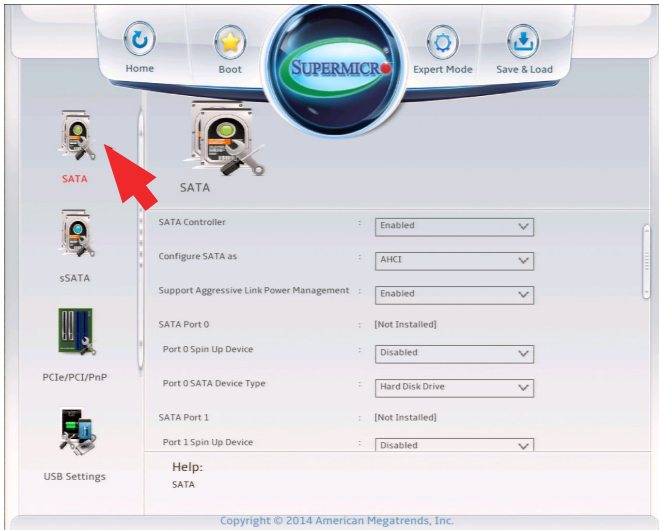 Home
Boot
SUPERMICR
Expert Mode
Save & Load
SATA
sSATA
PCIe/PCI/PnP
USB Settings
SATA
SATA Controller : Enabled
Configure SATA as : AHCI
Support Aggressive Link Power Management : Enabled
SATA Port 0 : [Not Installed]
Port 0 Spin Up Device : Disabled
Port 0 SATA Device Type : Hard Disk Drive
SATA Port 1 : [Not Installed]
Port 1 Spin Up Device : Disabled
Help:
SATA
Copyright © 2014 American Megatrends, Inc.